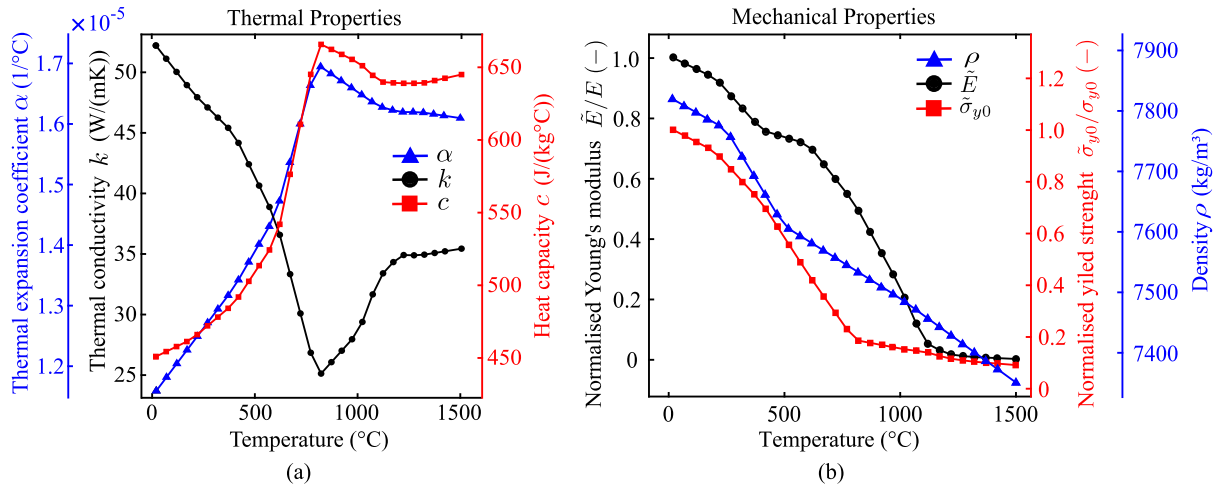 Thermal Properties
×10⁻⁵
Thermal expansion coefficient α (1/°C)
1.7
1.6
1.5
1.4
1.3
1.2
Thermal conductivity k (W/(mK))
50
45
40
35
30
25
α
k
c
Heat capacity c (J/(kg°C))
650
600
650
500
450
0
500
1000
1500
Temperature (°C)
(a)
Mechanical Properties
Normalised Young's modulus Ẽ/E (−)
1.0
0.8
0.6
0.4
0.2
0
ρ
Ẽ
σ̃y0
Normalised yiled strenght σ̃y0/σy0 (−)
1.2
1.0
0.8
0.6
0.4
0.2
0
Density ρ (kg/m³)
7900
7800
7700
7600
7500
7400
0
500
1000
1500
Temperature (°C)
(b)